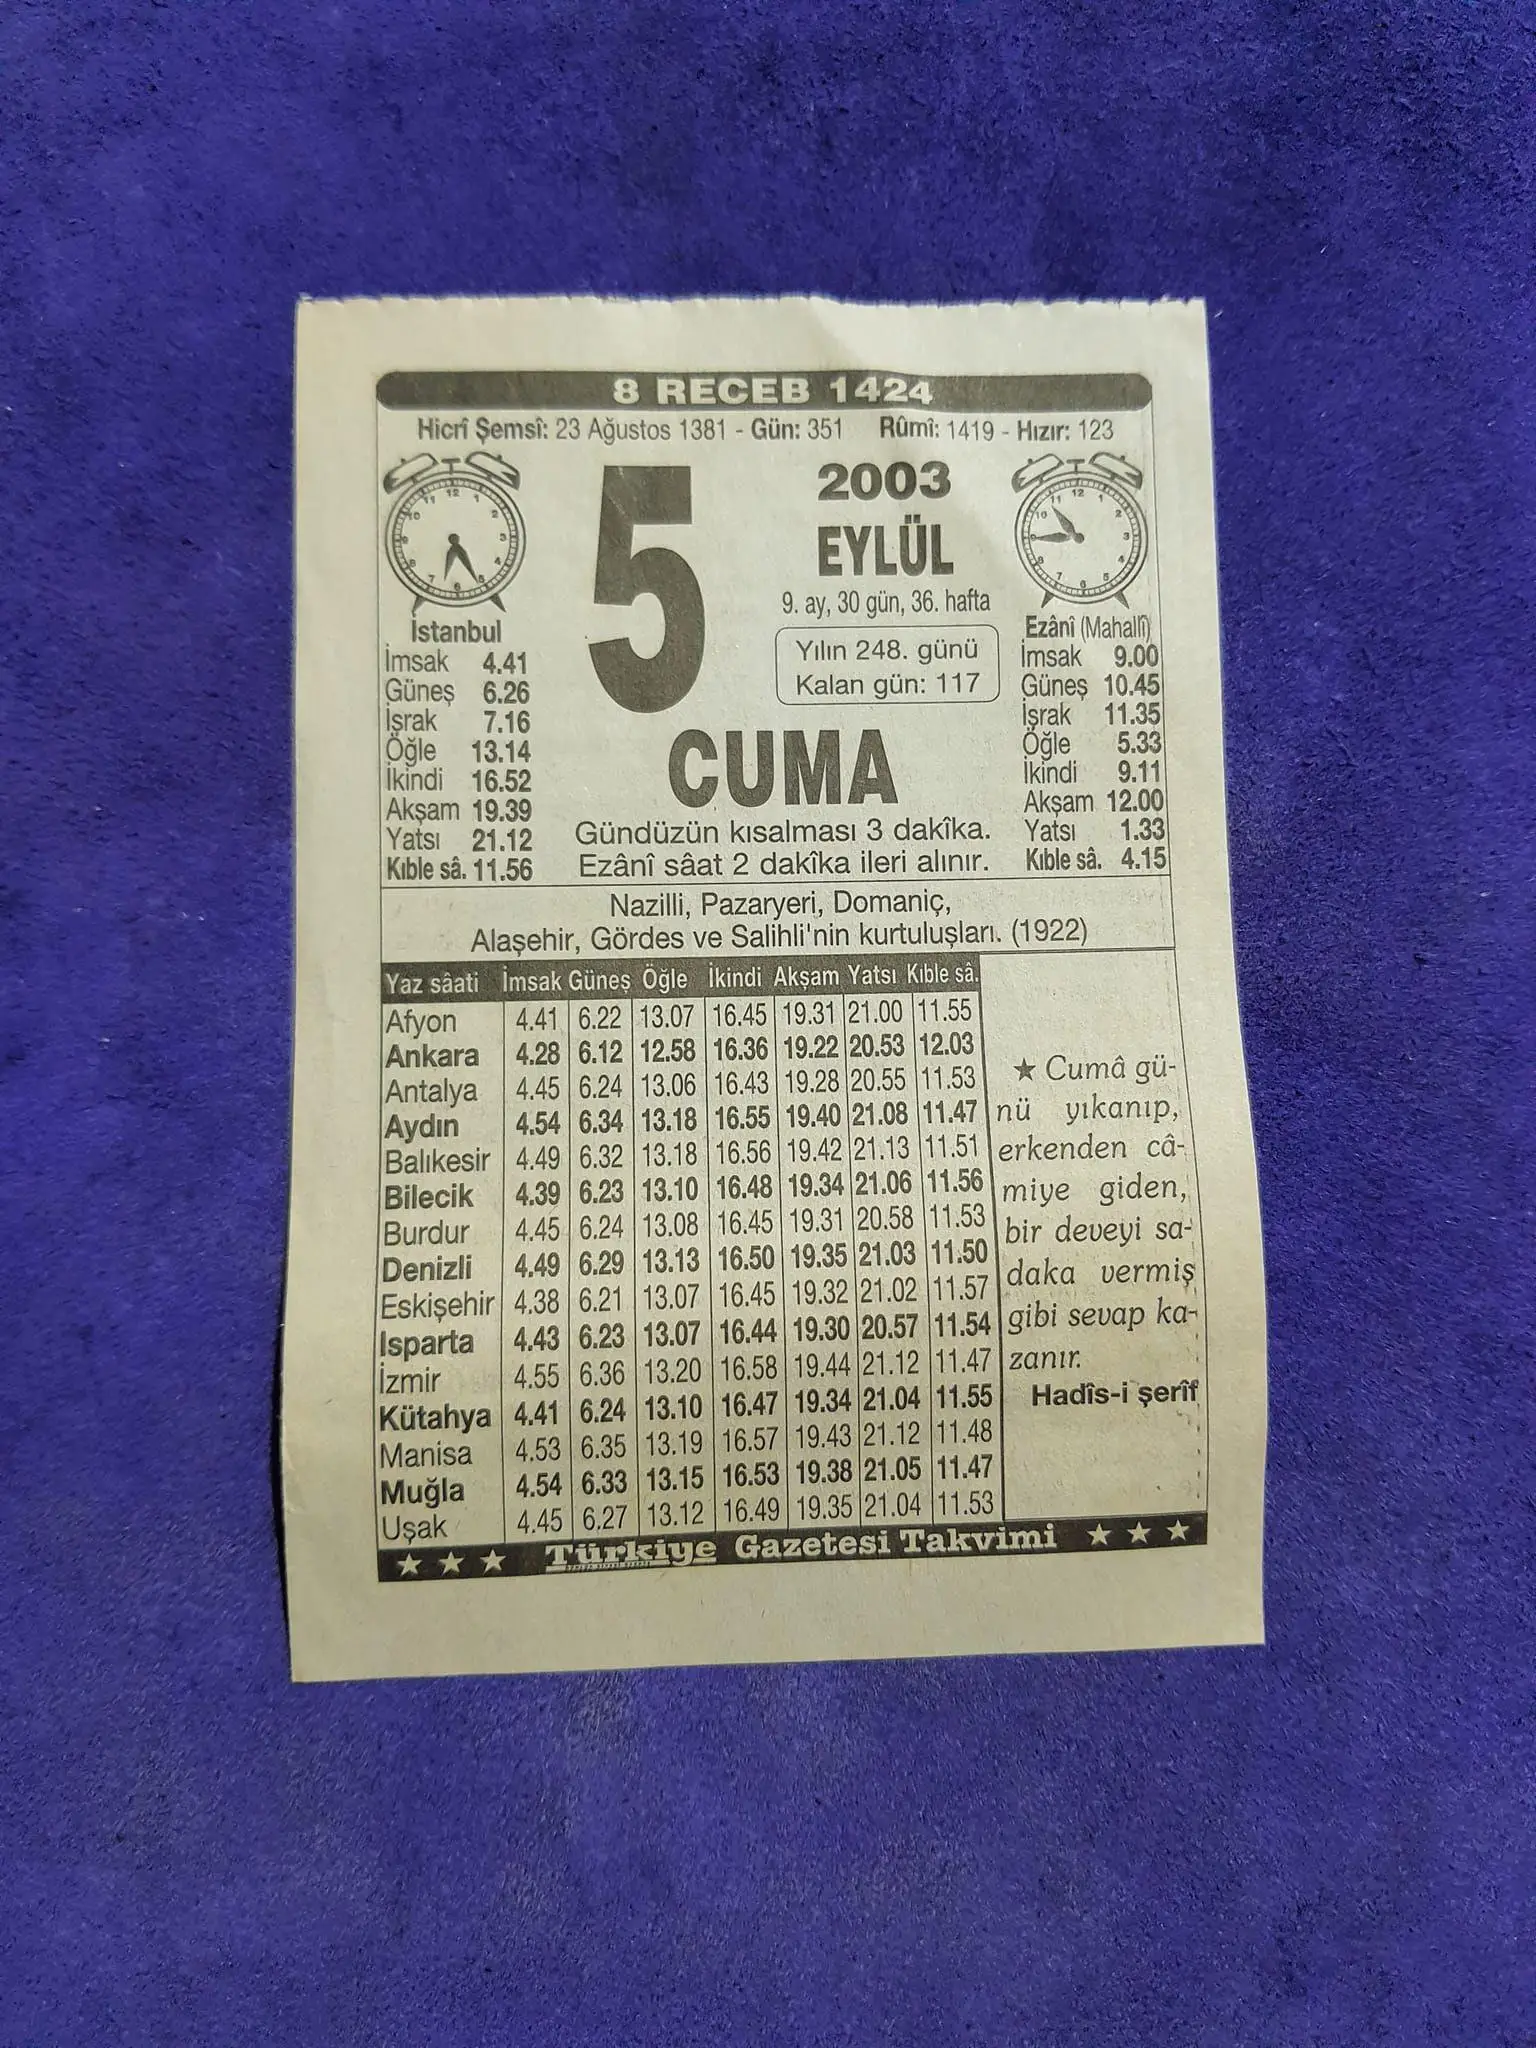 8 RECEB 1424
Hicrî Şemsî: 23 Ağustos 1381 - Gün: 351 Rûmî: 1419 - Hızır: 123
5
2003
EYLÜL
9. ay, 30 gün, 36. hafta
Yılın 248. günü
Kalan gün: 117
CUMA
Gündüzün kısalması 3 dakîka.
Ezânî sâat 2 dakîka ileri alınır.
İstanbul
İmsak 4.41
Güneş 6.26
İşrak 7.16
Öğle 13.14
İkindi 16.52
Akşam 19.39
Yatsı 21.12
Kıble sâ. 11.56
Ezânî (Mahallî)
İmsak 9.00
Güneş 10.45
İşrak 11.35
Öğle 5.33
İkindi 9.11
Akşam 12.00
Yatsı 1.33
Kıble sâ. 4.15
Nazilli, Pazaryeri, Domaniç,
Alaşehir, Gördes ve Salihli'nin kurtuluşları. (1922)
Yaz sâati İmsak Güneş Öğle İkindi Akşam Yatsı Kıble sâ.
Afyon 4.41 6.22 13.07 16.45 19.31 21.00 11.55
Ankara 4.28 6.12 12.58 16.36 19.22 20.53 12.03
Antalya 4.45 6.24 13.06 16.43 19.28 20.55 11.53
Aydın 4.54 6.34 13.18 16.55 19.40 21.08 11.47
Balıkesir 4.49 6.32 13.18 16.56 19.42 21.13 11.51
Bilecik 4.39 6.23 13.10 16.48 19.34 21.06 11.56
Burdur 4.45 6.24 13.08 16.45 19.31 20.58 11.53
Denizli 4.49 6.29 13.13 16.50 19.35 21.03 11.50
Eskişehir 4.38 6.21 13.07 16.45 19.32 21.02 11.57
Isparta 4.43 6.23 13.07 16.44 19.30 20.57 11.54
İzmir 4.55 6.36 13.20 16.58 19.44 21.12 11.47
Kütahya 4.41 6.24 13.10 16.47 19.34 21.04 11.55
Manisa 4.53 6.35 13.19 16.57 19.43 21.12 11.48
Muğla 4.54 6.33 13.15 16.53 19.38 21.05 11.47
Uşak 4.45 6.27 13.12 16.49 19.35 21.04 11.53
★ Cumâ gü-
nü yıkanıp,
erkenden câ-
miye giden,
bir deveyi sa-
daka vermiş
gibi sevap ka-
zanır.
Hadîs-i şerîf
★ ★ ★ Türkiye Gazetesi Takvimi ★ ★ ★